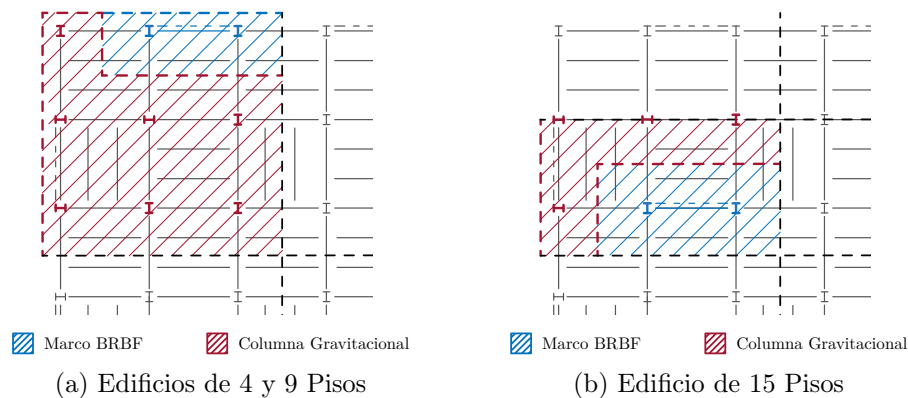 Marco BRBF
Columna Gravitacional
(a) Edificios de 4 y 9 Pisos
Marco BRBF
Columna Gravitacional
(b) Edificio de 15 Pisos